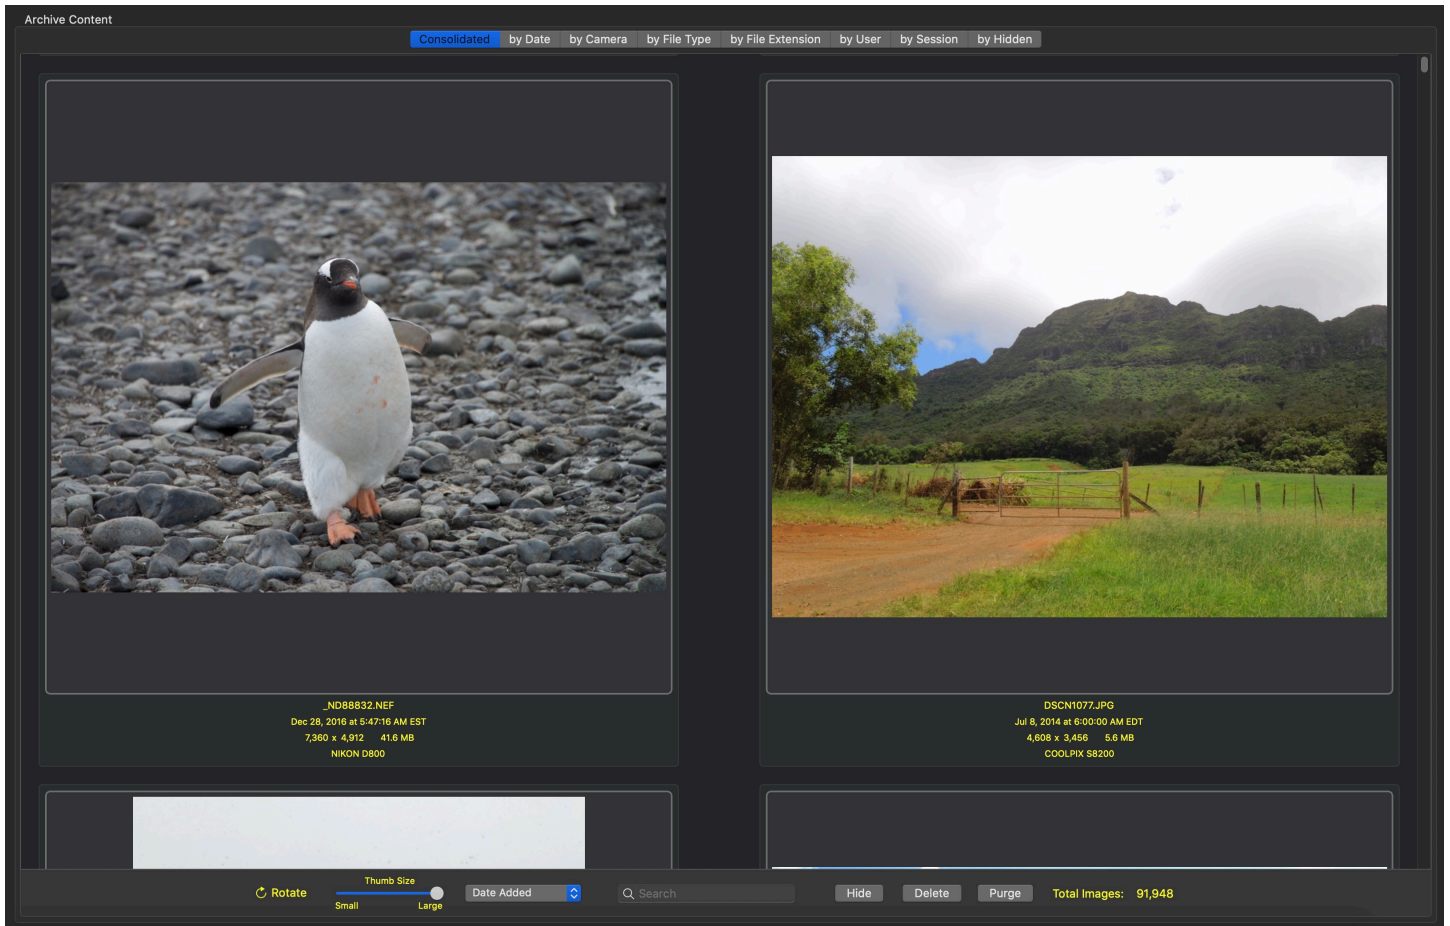 Archive Content
Consolidated by Date by Camera by File Type by File Extension by User by Session by Hidden
_ND88832.NEF
Dec 28, 2016 at 5:47:16 AM EST
7,360 x 4,912 41.6 MB
NIKON D800
DSCN1077.JPG
Jul 8, 2014 at 6:00:00 AM EDT
4,608 x 3,456 5.6 MB
COOLPIX S8200
Rotate
Thumb Size
Small Large
Date Added
Search
Hide Delete Purge Total Images: 91,948